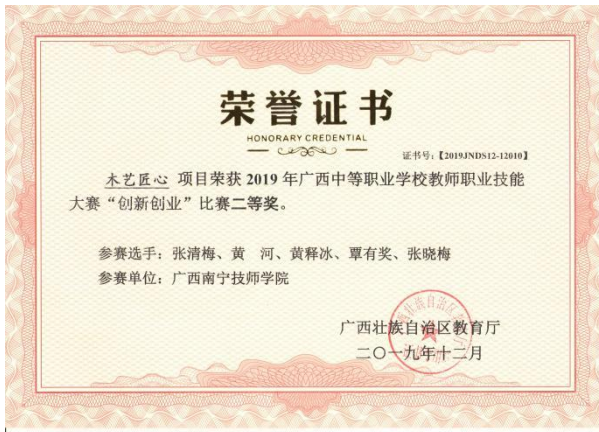 荣誉证书
HONORARY CREDENTIAL
证书号:【2019JNDS12-12010】
木艺匠心 项目荣获 2019 年广西中等职业学校教师职业技能
大赛“创新创业”比赛二等奖。
参赛选手：张清梅、黄 河、黄释冰、覃有奖、张晓梅
参赛单位：广西南宁技师学院
广西壮族自治区教育厅
二〇一九年十二月